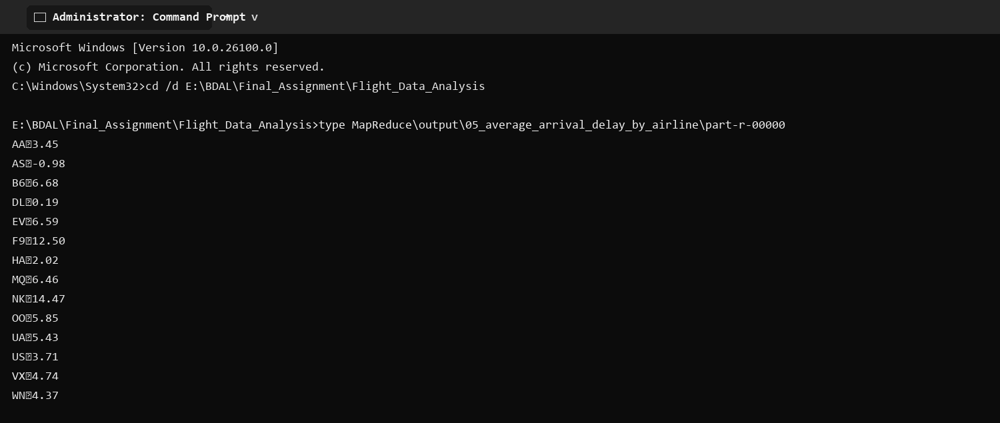 Administrator: Command Prompt v
Microsoft Windows [Version 10.0.26100.0]
(c) Microsoft Corporation. All rights reserved.
C:\Windows\System32>cd /d E:\BDAL\Final_Assignment\Flight_Data_Analysis
E:\BDAL\Final_Assignment\Flight_Data_Analysis>type MapReduce\output\05_average_arrival_delay_by_airline\part-r-00000
AA�3.45
AS�-0.98
B6�6.68
DL�0.19
EV�6.59
F9�12.50
HA�2.02
MQ�6.46
NK�14.47
OO�5.85
UA�5.43
US�3.71
VX�4.74
WN�4.37